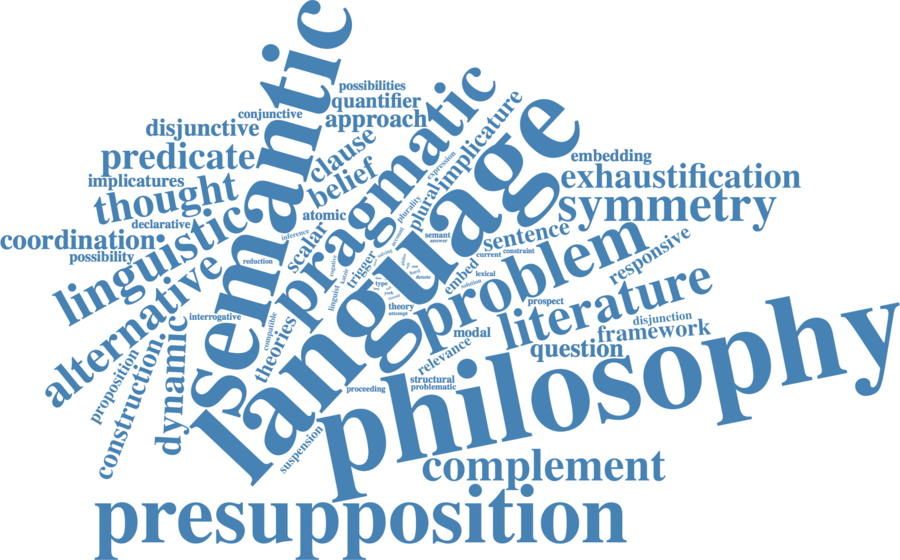 semantic
possibilities
quantifier
conjunctive
approach
disjunctive
pragmatic
implicature
language
predicate
clause
expression
embedding
implicatures
belief
exhaustification
thought
plural
plurality
symmetry
declarative
atomic
coordination
linguistic
inference
scalar
account
sentence
answer
possibility
problem
responsive
current
constraint
reduction
cognitive
solving
trigger
embed
lexical
solution
alternative
type
denote
literature
linguist
theory
attempt
prospect
philosophy
interrogative
compatible
theories
modal
disjunction
framework
dynamic
relevance
question
proposition
construction
structural
problematic
proceeding
suspension
complement
presupposition